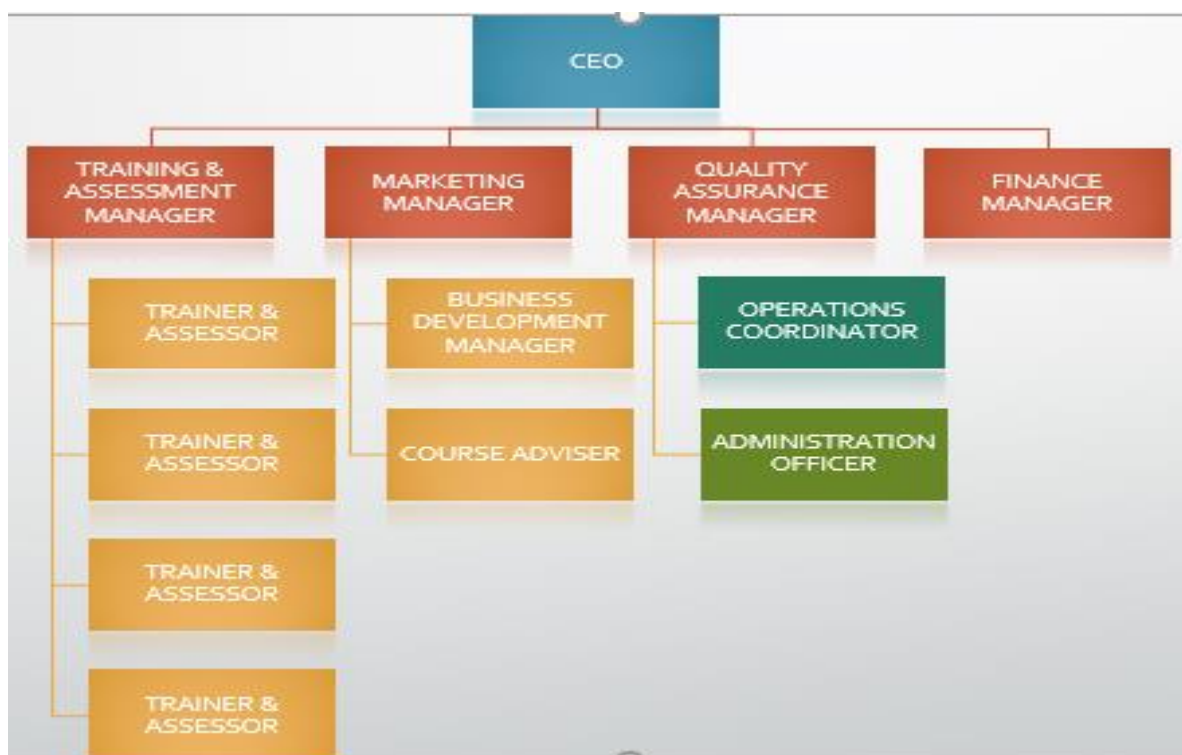 CEO
TRAINING &
ASSESSMENT
MANAGER
MARKETING
MANAGER
QUALITY
ASSURANCE
MANAGER
FINANCE
MANAGER
TRAINER &
ASSESSOR
TRAINER &
ASSESSOR
TRAINER &
ASSESSOR
TRAINER &
ASSESSOR
BUSINESS
DEVELOPMENT
MANAGER
COURSE ADVISER
OPERATIONS
COORDINATOR
ADMINISTRATION
OFFICER